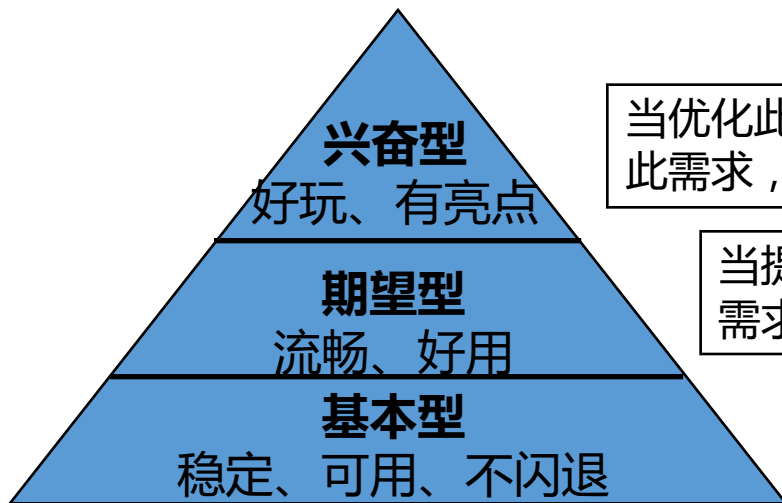 兴奋型
好玩、有亮点
当优化此
此需求，
期望型
流畅、好用
当提
需求
基本型
稳定、可用、不闪退